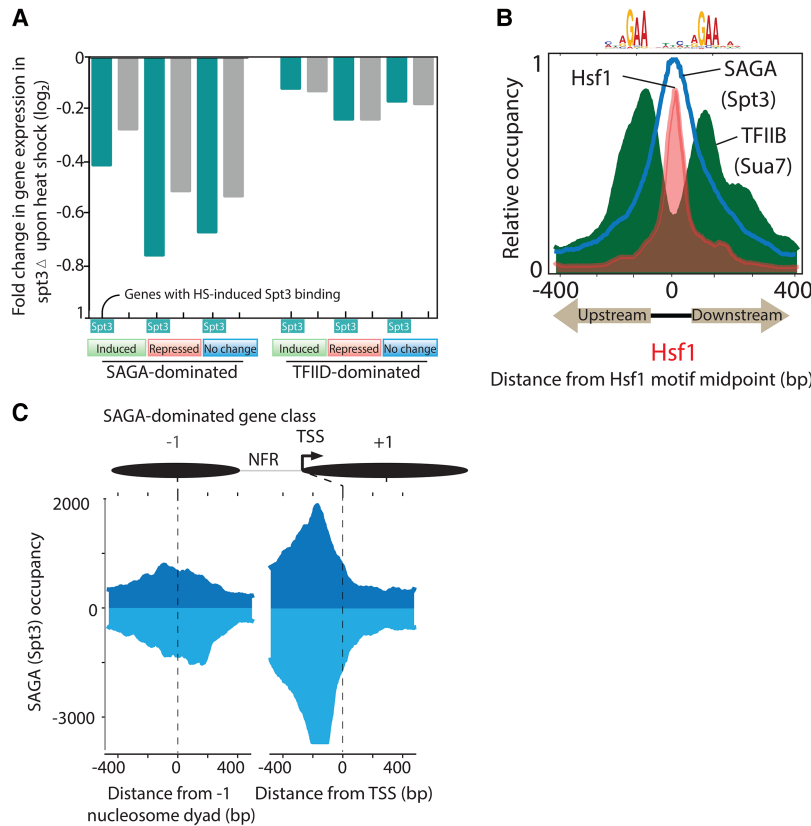 A
Fold change in gene expression in
spt3 △ upon heat shock (log₂)
0
-0.2
-0.4
-0.6
-0.8
1
Genes with HS-induced Spt3 binding
Spt3 Spt3 Spt3 Spt3 Spt3 Spt3
Induced Repressed No change Induced Repressed No change
SAGA-dominated TFIID-dominated
B
GAA GAA
Relative occupancy
1
0
Hsf1
SAGA
(Spt3)
TFIIB
(Sua7)
-400 0 400
Upstream Downstream
Hsf1
Distance from Hsf1 motif midpoint (bp)
C
SAGA-dominated gene class
-1 NFR TSS +1
SAGA (Spt3) occupancy
2000
0
-3000
-400 0 400 -400 0 400
Distance from -1
nucleosome dyad (bp)
Distance from TSS (bp)